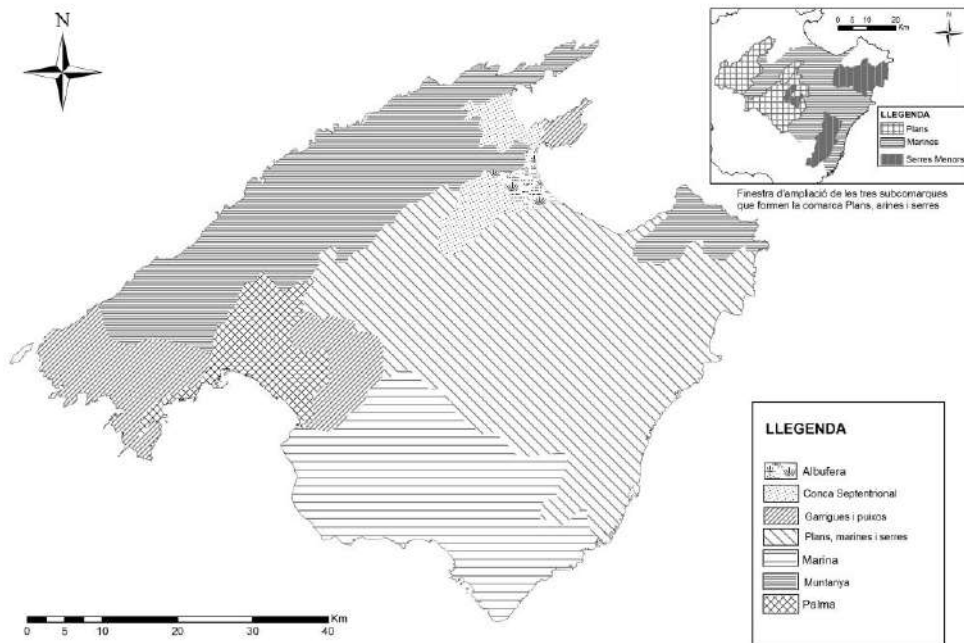 N
0 5 10 20
Km
N
LLEGENDA
Plans
Marines
Serres Menors
Finestra d'ampliació de les tres subcomarques
que formen la comarca Plans, arines i serres
LLEGENDA
Albufera
Conca Septentrional
Garrigues i puixos
Plans, marines i serres
Marina
Muntanya
Palma
Km
0 5 10 20 30 40